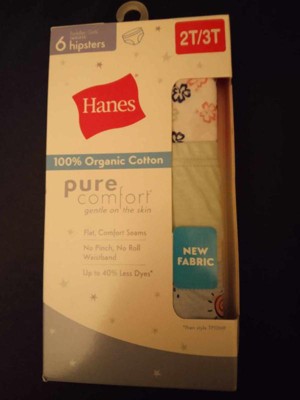 6 hipsters
2T/3T
Hanes
100% Organic Cotton
pure
comfort®
gentle on the skin
Flat, Comfort Seams
No Pinch, No Roll
Waistband
Up to 40% Less Dyes*
NEW
FABRIC